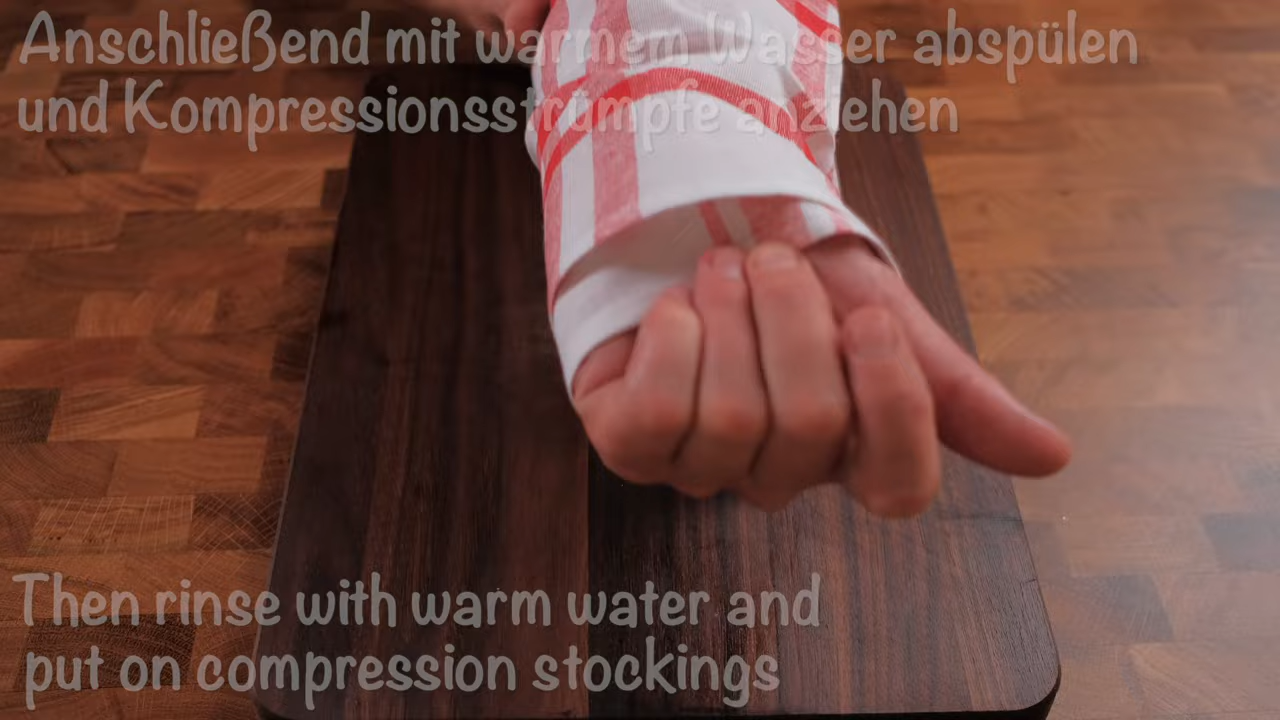 Anschließend mit warmem Wasser abspülen
und Kompressionsstrümpfe anziehen
Then rinse with warm water and
put on compression stockings